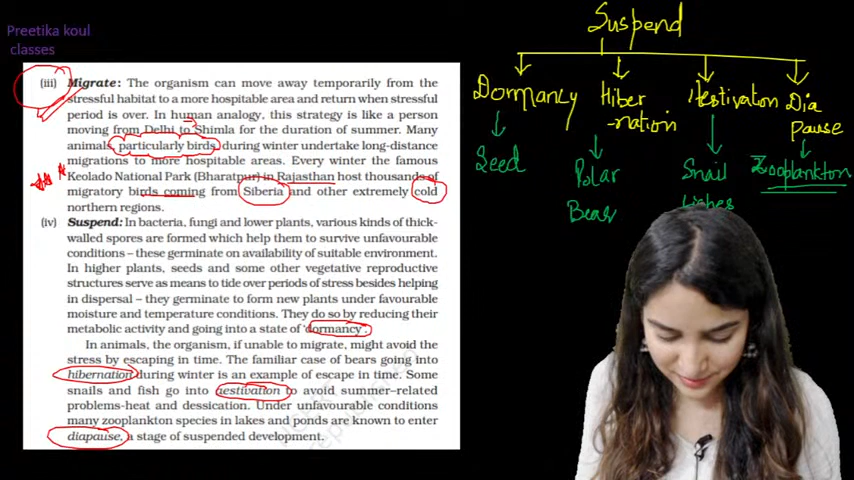 Preetika koul
classes
(iii) Migrate: The organism can move away temporarily from the
stressful habitat to a more hospitable area and return when stressful
period is over. In human analogy, this strategy is like a person
moving from Delhi to Shimla for the duration of summer. Many
animals, particularly birds, during winter undertake long-distance
migrations to more hospitable areas. Every winter the famous
Keolado National Park (Bharatpur) in Rajasthan host thousands of
migratory birds coming from Siberia and other extremely cold
northern regions.
(iv) Suspend: In bacteria, fungi and lower plants, various kinds of thick-
walled spores are formed which help them to survive unfavourable
conditions – these germinate on availability of suitable environment.
In higher plants, seeds and some other vegetative reproductive
structures serve as means to tide over periods of stress besides helping
in dispersal – they germinate to form new plants under favourable
moisture and temperature conditions. They do so by reducing their
metabolic activity and going into a state of 'dormancy'.
In animals, the organism, if unable to migrate, might avoid the
stress by escaping in time. The familiar case of bears going into
hibernation during winter is an example of escape in time. Some
snails and fish go into aestivation to avoid summer–related
problems-heat and dessication. Under unfavourable conditions
many zooplankton species in lakes and ponds are known to enter
diapause, a stage of suspended development.
Suspend
Dormancy
Seed
Hiber
-nation
Polar
Bear
Snail
Dia
pause
Zooplankton